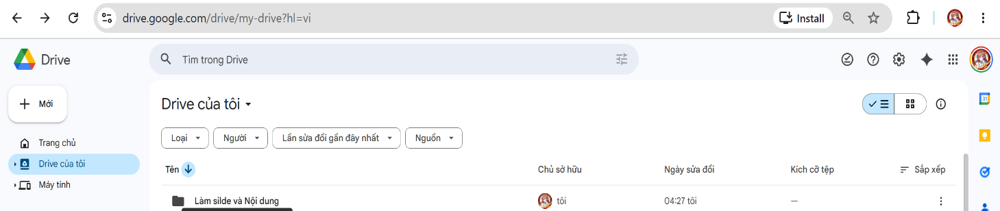 drive.google.com/drive/my-drive?hl=vi
Install
Drive
Tìm trong Drive
31
Mới
Drive của tôi
Loại
Người
Lần sửa đổi gần đây nhất
Nguồn
Trang chủ
Drive của tôi
Máy tính
Tên
Chủ sở hữu
Ngày sửa đổi
Kích cỡ tệp
Sắp xếp
Làm silde và Nội dung
tôi
04:27 tôi
—